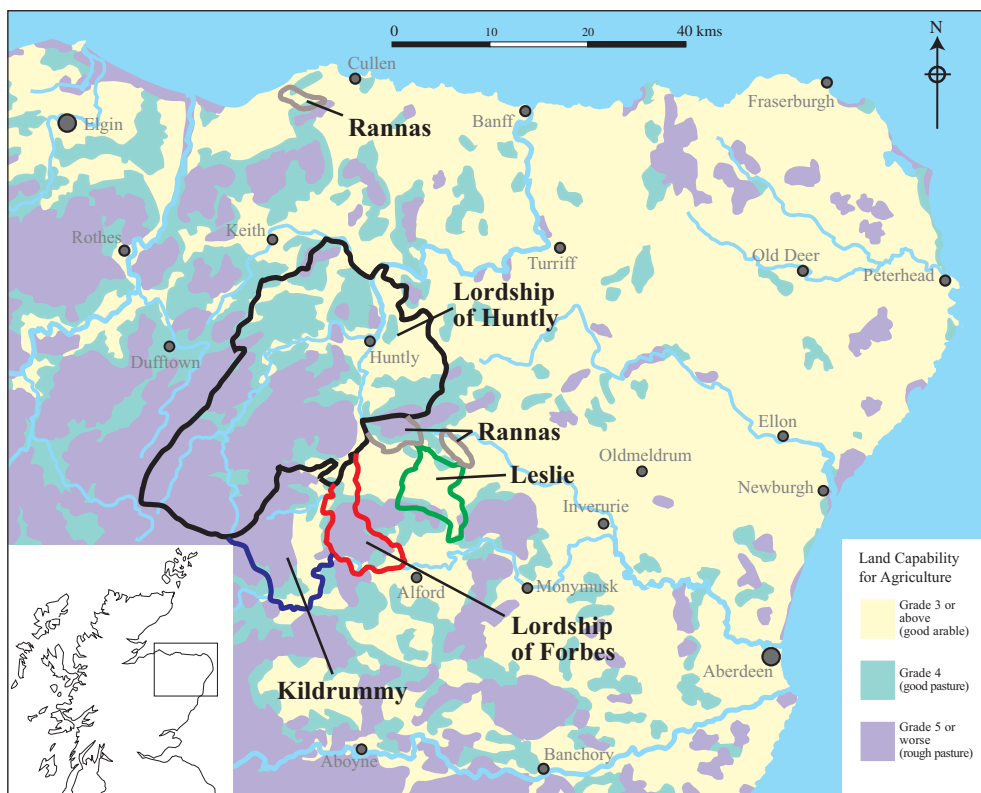 0 10 20 40 kms
N
Cullen
Fraserburgh
Banff
Rannas
Elgin
Keith
Rothes
Turriff
Old Deer
Peterhead
Lordship
of Huntly
Huntly
Dufftown
Ellon
Rannas
Oldmeldrum
Leslie
Newburgh
Inverurie
Alford
Monymusk
Lordship
of Forbes
Aberdeen
Kildrummy
Aboyne
Banchory
Land Capability
for Agriculture
Grade 3 or
above
(good arable)
Grade 4
(good pasture)
Grade 5 or
worse
(rough pasture)